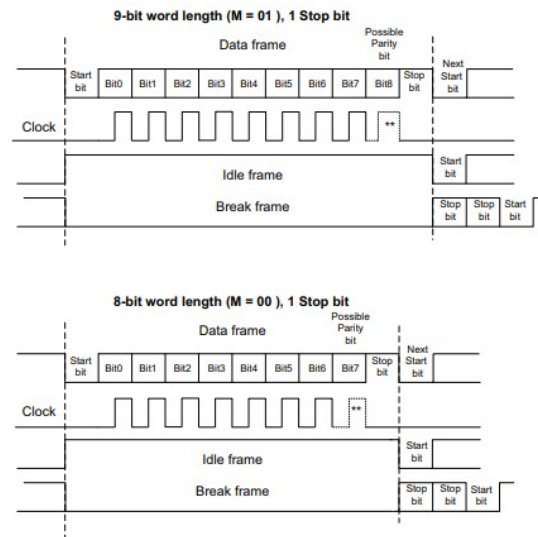 9-bit word length (M = 01 ), 1 Stop bit
Data frame
Possible
Parity
bit
Start
bit
Bit0 Bit1 Bit2 Bit3 Bit4 Bit5 Bit6 Bit7 Bit8
Stop
bit
Next
Start
bit
Clock
**
Idle frame
Start
bit
Break frame
Stop
bit
Stop
bit
Start
bit
8-bit word length (M = 00 ), 1 Stop bit
Data frame
Possible
Parity
bit
Start
bit
Bit0 Bit1 Bit2 Bit3 Bit4 Bit5 Bit6 Bit7
Stop
bit
Next
Start
bit
Clock
**
Idle frame
Start
bit
Break frame
Stop
bit
Stop
bit
Start
bit